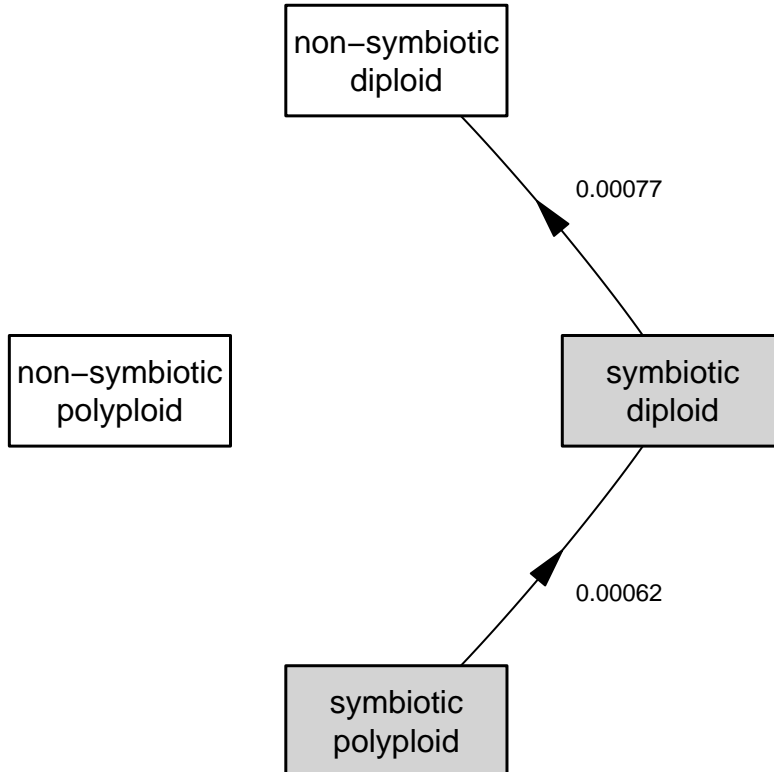 non−symbiotic
diploid
0.00077
non−symbiotic
polyploid
symbiotic
diploid
0.00062
symbiotic
polyploid